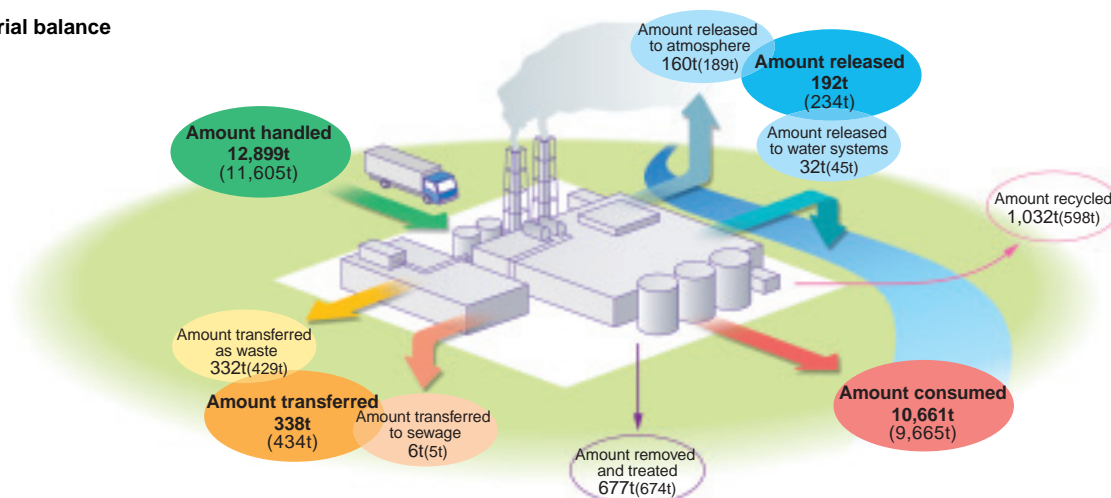 rial balance
Amount released
to atmosphere
160t(189t)
Amount released
192t
(234t)
Amount released
to water systems
32t(45t)
Amount handled
12,899t
(11,605t)
Amount recycled
1,032t(598t)
Amount transferred
as waste
332t(429t)
Amount transferred
338t
(434t)
Amount transferred
to sewage
6t(5t)
Amount removed
and treated
677t(674t)
Amount consumed
10,661t
(9,665t)